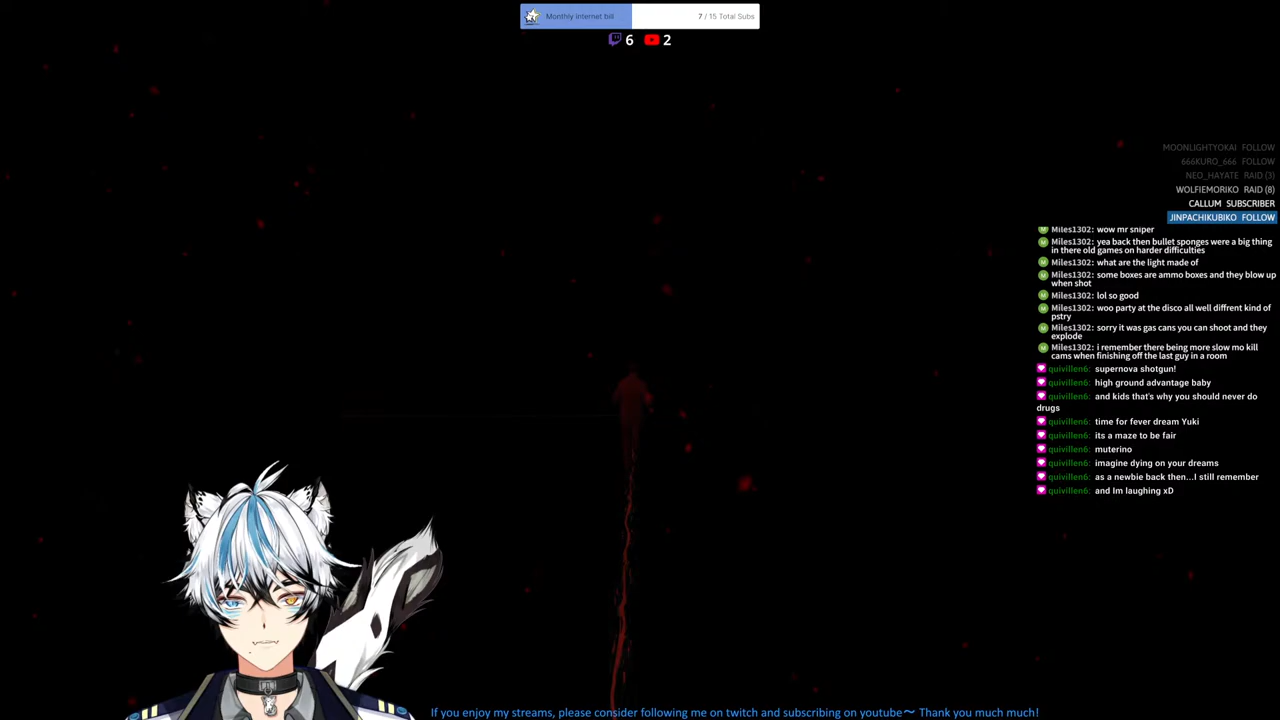 Monthly internet bill 7 / 15 Total Subs
6 2
MOONLIGHTYOKAI FOLLOW
666KURO_666 FOLLOW
NEO_HAYATE RAID (3)
WOLFIEMORIKO RAID (8)
CALLUM SUBSCRIBER
JINPACHIKUBIKO FOLLOW
M Miles1302: wow mr sniper
M Miles1302: yea back then bullet sponges were a big thing
in there old games on harder difficulties
M Miles1302: what are the light made of
M Miles1302: some boxes are ammo boxes and they blow up
when shot
M Miles1302: lol so good
M Miles1302: woo party at the disco all well diffrent kind of
pstry
M Miles1302: sorry it was gas cans you can shoot and they
explode
M Miles1302: i remember there being more slow mo kill
cams when finishing off the last guy in a room
quivillen6: supernova shotgun!
quivillen6: high ground advantage baby
quivillen6: and kids that's why you should never do
drugs
quivillen6: time for fever dream Yuki
quivillen6: its a maze to be fair
quivillen6: muterino
quivillen6: imagine dying on your dreams
quivillen6: as a newbie back then...I still remember
quivillen6: and Im laughing xD
If you enjoy my streams, please consider following me on twitch and subscribing on youtube～ Thank you much much!